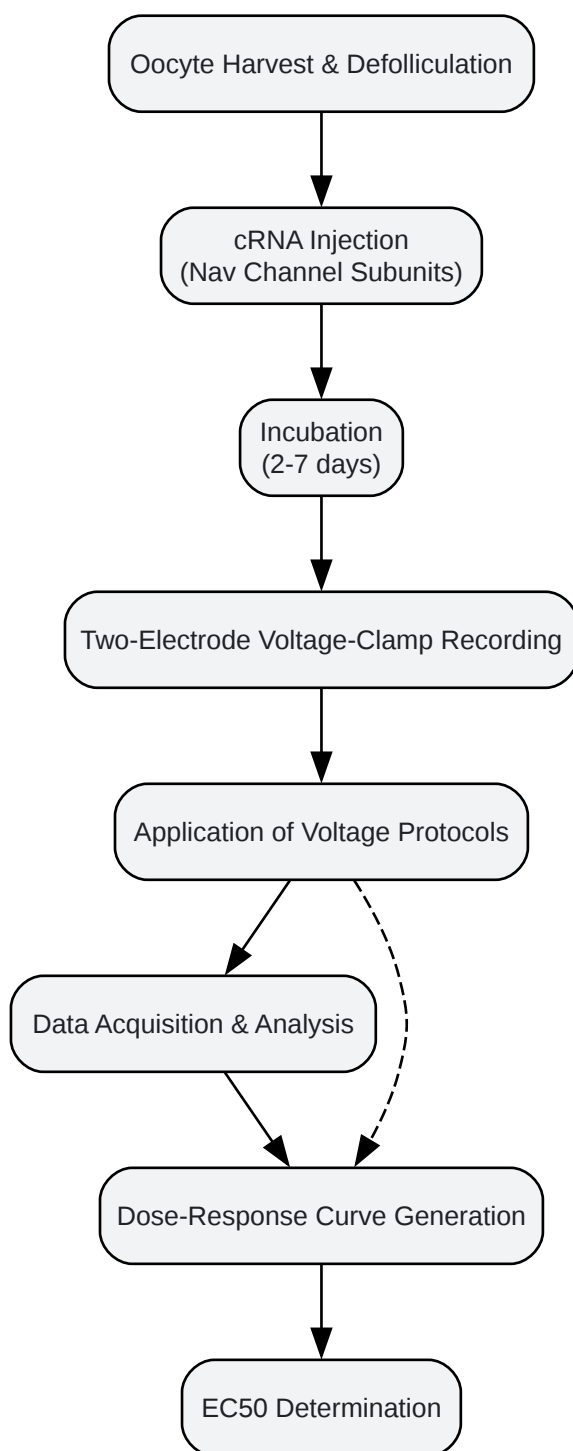 Oocyte Harvest & Defolliculation
cRNA Injection
(Nav Channel Subunits)
Incubation
(2-7 days)
Two-Electrode Voltage-Clamp Recording
Application of Voltage Protocols
Data Acquisition & Analysis
Dose-Response Curve Generation
EC50 Determination